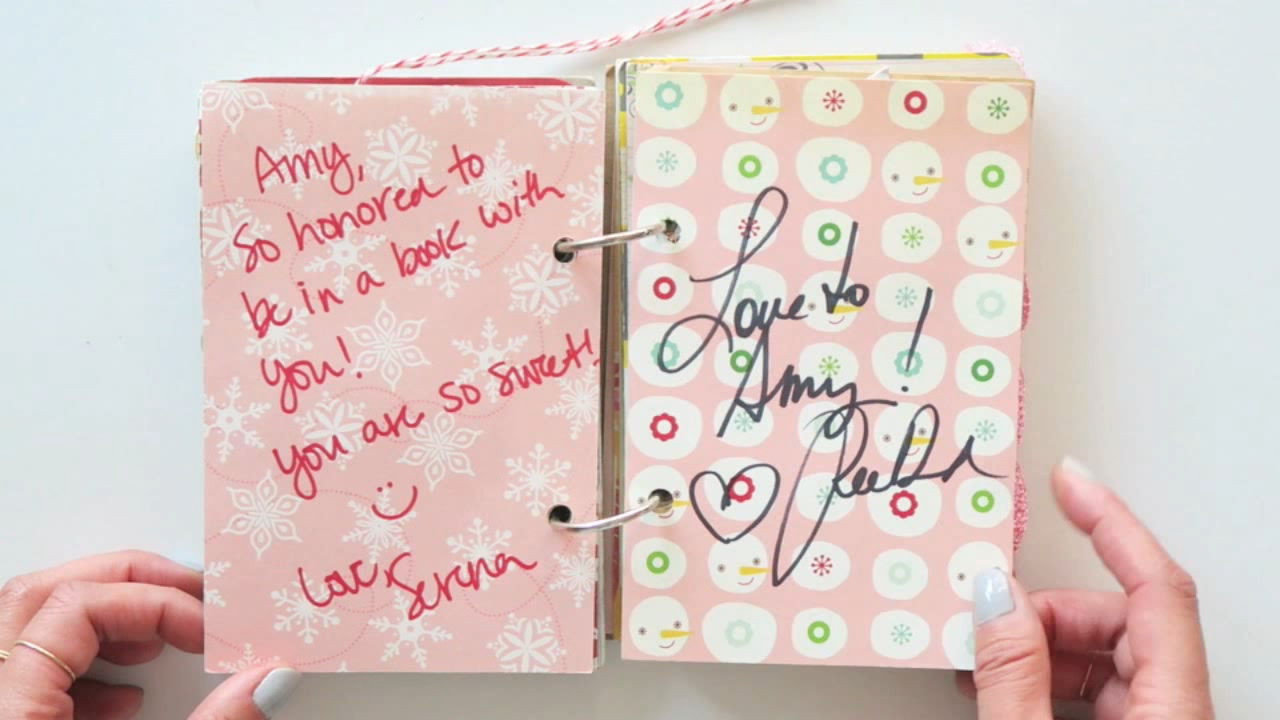 Amy,
So honored to
be in a book with
you!
you are so sweet!
Love, Serena
Love to
Amy!